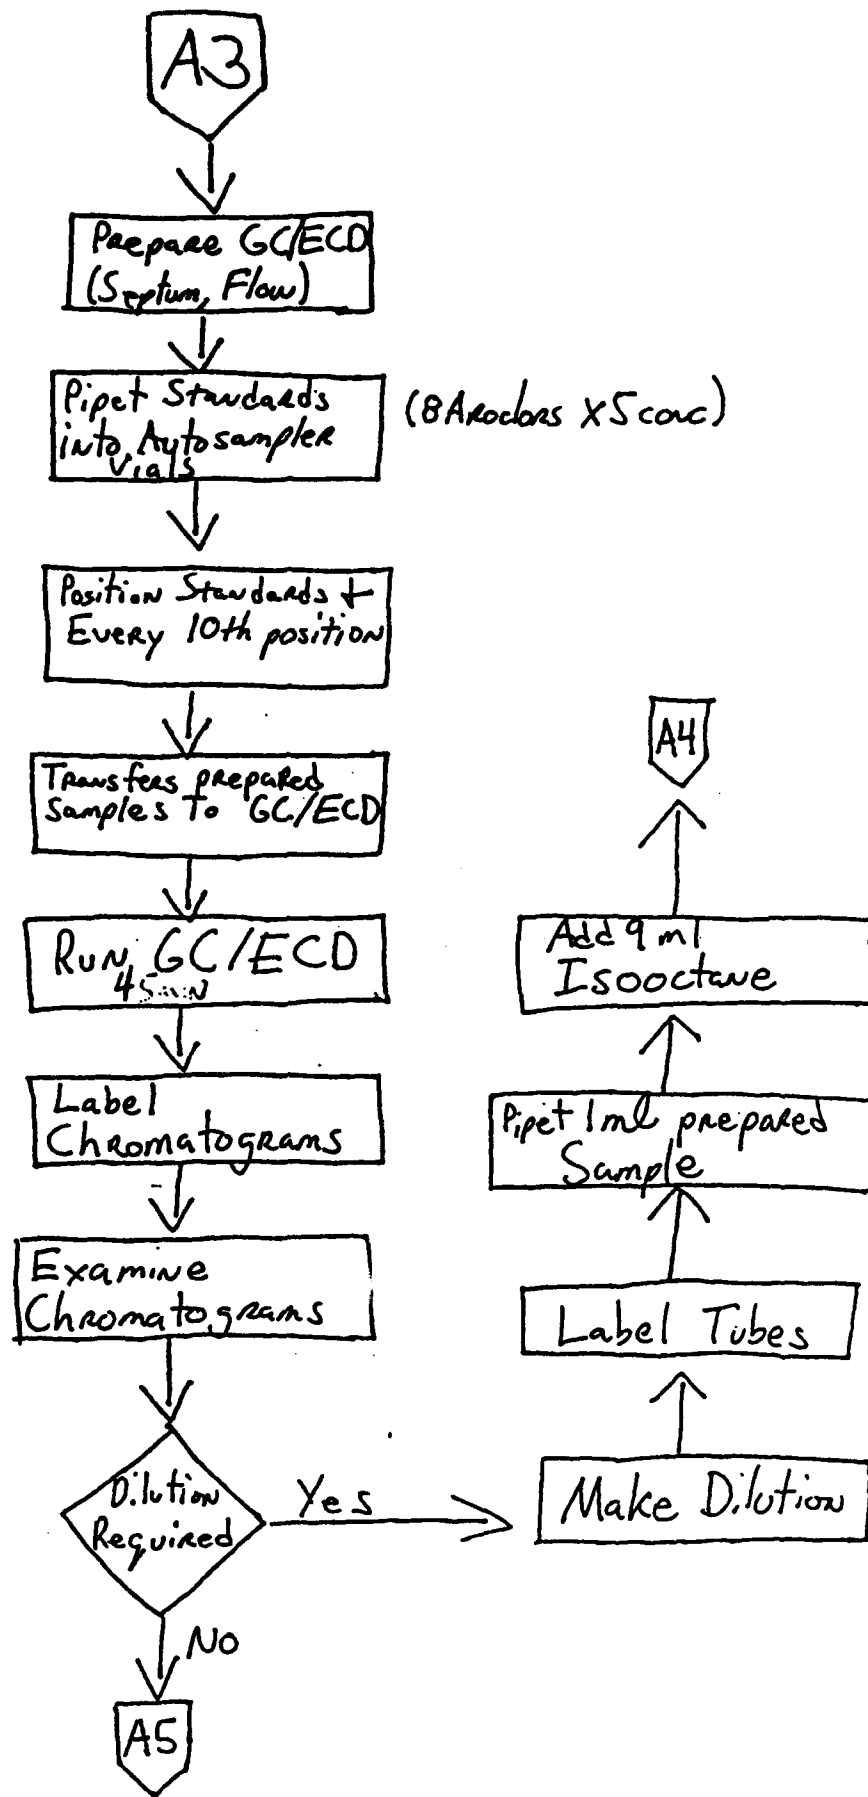 A3
Prepare GC/ECD
(Septum, Flow)
Pipet Standards
into Autosampler
vials
(8 Aroclors X 5 conc)
Position Standards +
Every 10th position
Transfers prepared
Samples to GC/ECD
Run GC/ECD
45 min
Label
Chromatograms
Examine
Chromatograms
Dilution
Required
Yes
No
A5
Make Dilution
Label Tubes
Pipet 1ml prepared
Sample
Add 9 ml
Isooctane
A4